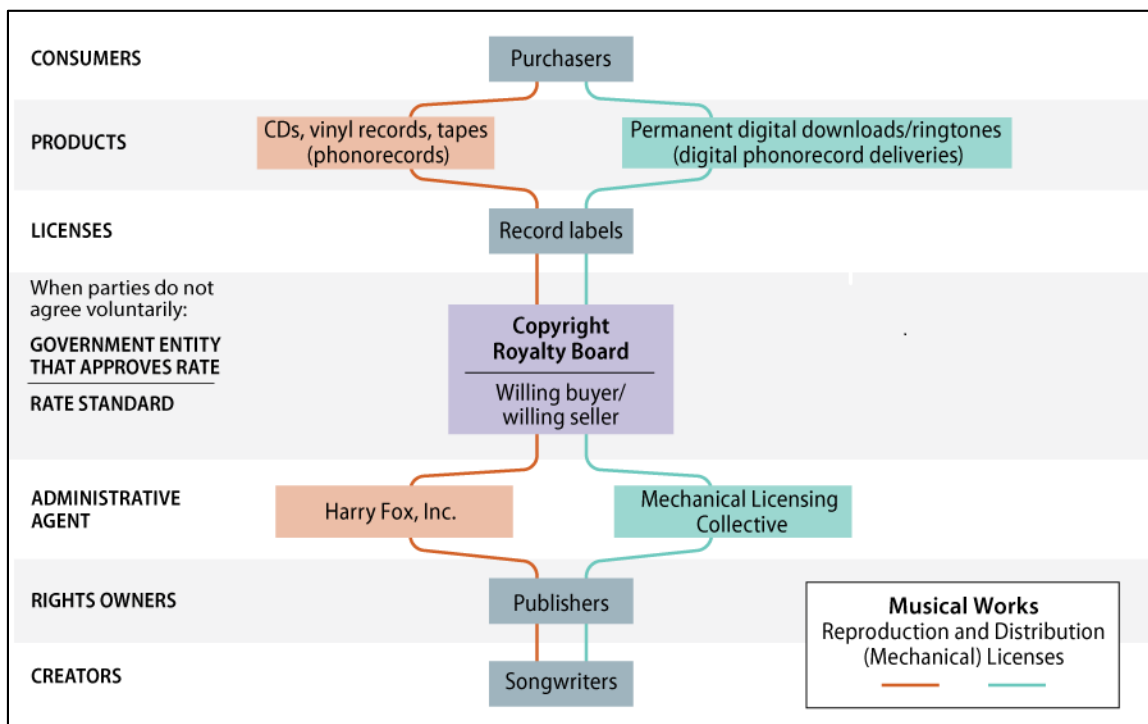 CONSUMERS
Purchasers
PRODUCTS
CDs, vinyl records, tapes
(phonorecords)
Permanent digital downloads/ringtones
(digital phonorecord deliveries)
LICENSES
Record labels
When parties do not
agree voluntarily:
GOVERNMENT ENTITY
THAT APPROVES RATE
RATE STANDARD
Copyright
Royalty Board
Willing buyer/
willing seller
ADMINISTRATIVE
AGENT
Harry Fox, Inc.
Mechanical Licensing
Collective
RIGHTS OWNERS
Publishers
CREATORS
Songwriters
Musical Works
Reproduction and Distribution
(Mechanical) Licenses